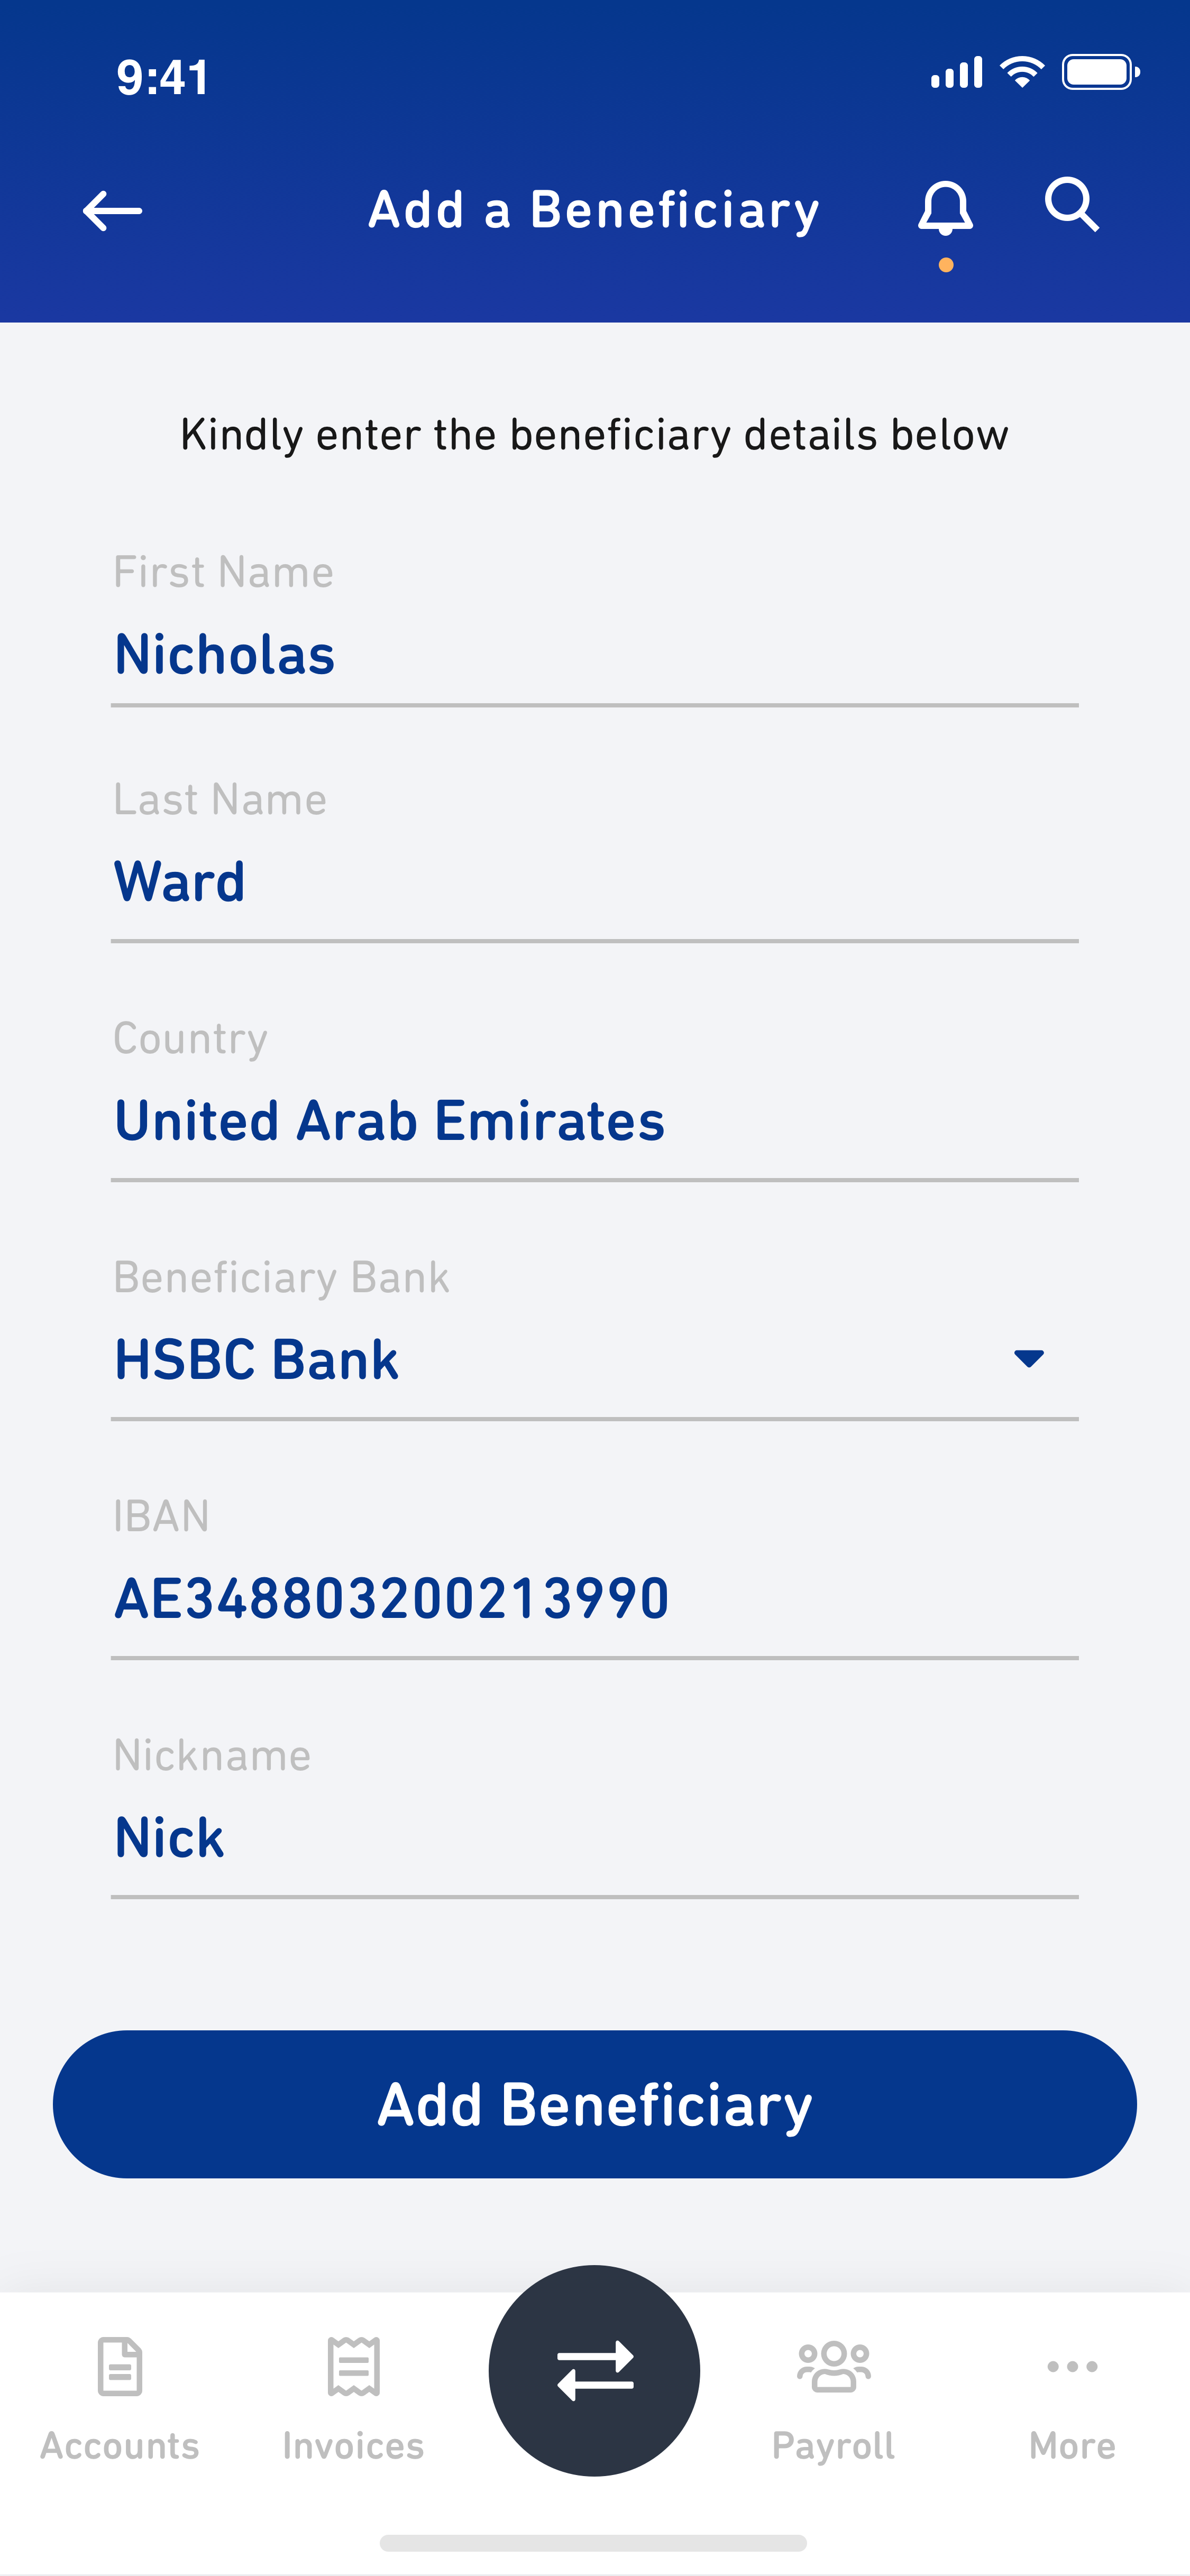 9:41
Add a Beneficiary
Kindly enter the beneficiary details below
First Name
Nicholas
Last Name
Ward
Country
United Arab Emirates
Beneficiary Bank
HSBC Bank
IBAN
AE348803200213990
Nickname
Nick
Add Beneficiary
Accounts Invoices Payroll More